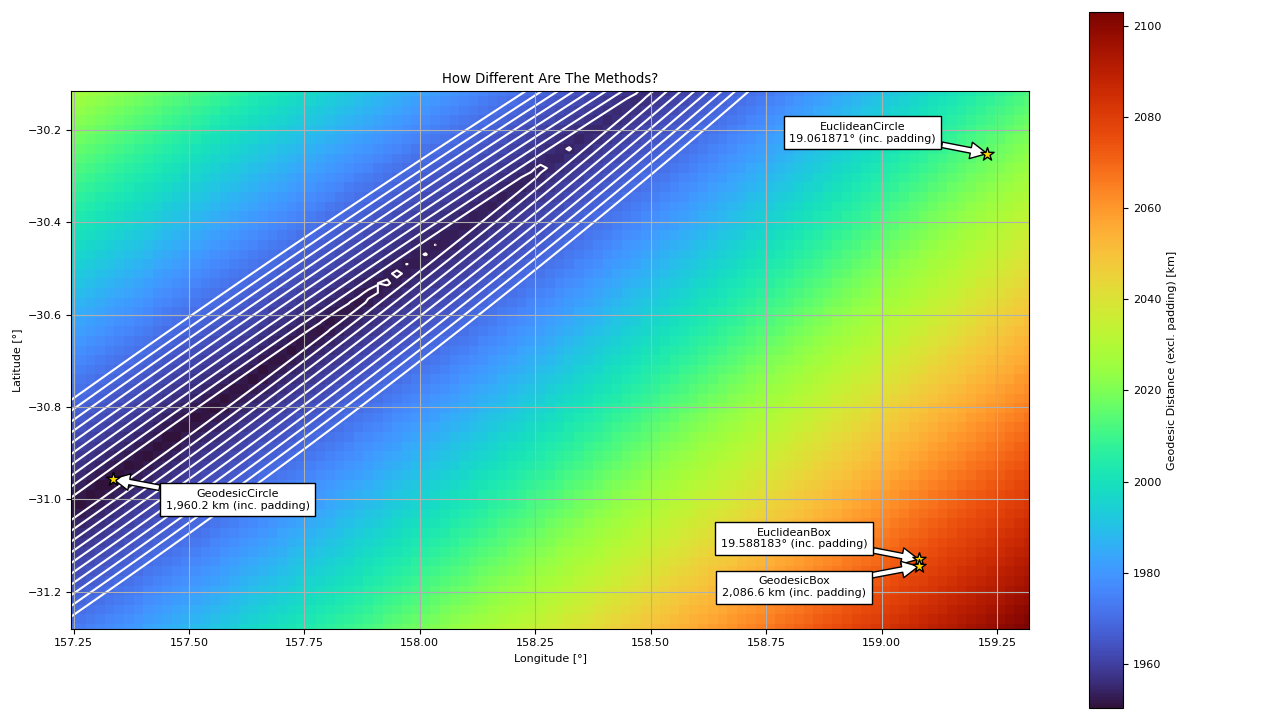 How Different Are The Methods?
EuclideanCircle
19.061871° (inc. padding)
GeodesicCircle
1,960.2 km (inc. padding)
EuclideanBox
19.588183° (inc. padding)
GeodesicBox
2,086.6 km (inc. padding)
Latitude [°]
−30.2
−30.4
−30.6
−30.8
−31.0
−31.2
157.25 157.50 157.75 158.00 158.25 158.50 158.75 159.00 159.25
Longitude [°]
2100
2080
2060
2040
2020
2000
1980
1960
Geodesic Distance (excl. padding) [km]